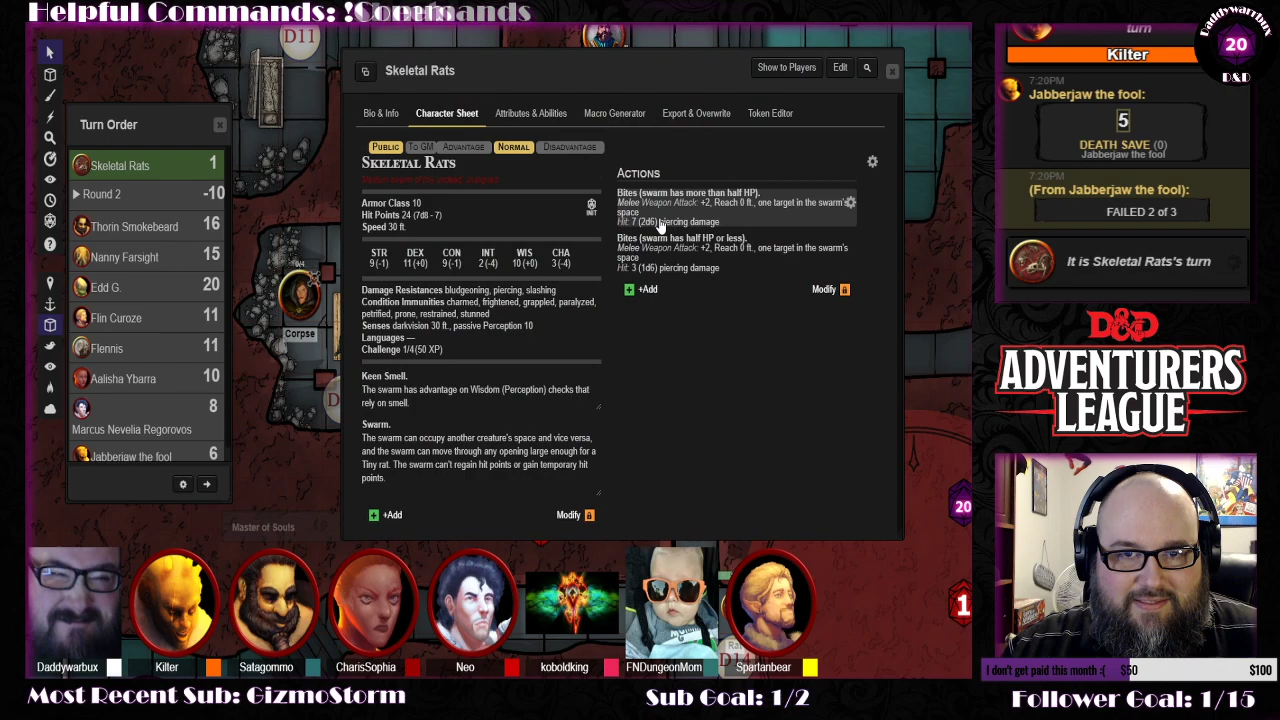 Helpful Commands: !Commands
Daddywarrbux
20
D&D
D11
Turn Order
Skeletal Rats 1
Round 2 -10
Thorin Smokebeard 16
Nanny Farsight 15
Edd G. 20
Flin Curoze 11
Flennis 11
Aalisha Ybarra 10
8
Marcus Nevelia Regorovos
Jabberjaw the fool 6
Corpse
Master of Souls
Skeletal Rats
Show to Players
Edit
Bio & Info
Character Sheet
Attributes & Abilities
Macro Generator
Export & Overwrite
Token Editor
PUBLIC TO GM ADVANTAGE NORMAL DISADVANTAGE
SKELETAL RATS
Armor Class 10
Hit Points 24 (7d8 - 7)
Speed 30 ft.
INIT
STR DEX CON INT WIS CHA
9 (-1) 11 (+0) 9 (-1) 2 (-4) 10 (+0) 3 (-4)
Damage Resistances bludgeoning, piercing, slashing
Condition Immunities charmed, frightened, grappled, paralyzed,
petrified, prone, restrained, stunned
Senses darkvision 30 ft., passive Perception 10
Languages —
Challenge 1/4 (50 XP)
Keen Smell.
The swarm has advantage on Wisdom (Perception) checks that
rely on smell.
Swarm.
The swarm can occupy another creature's space and vice versa,
and the swarm can move through any opening large enough for a
Tiny rat. The swarm can't regain hit points or gain temporary hit
points.
+Add
Modify
ACTIONS
Bites (swarm has more than half HP).
Melee Weapon Attack: +2, Reach 0 ft., one target in the swarm's
space
Hit: 7 (2d6) piercing damage
Bites (swarm has half HP or less).
Melee Weapon Attack: +2, Reach 0 ft., one target in the swarm's
space
Hit: 3 (1d6) piercing damage
+Add
Modify
turn
Kilter
7:20PM
Jabberjaw the fool:
5
DEATH SAVE (0)
Jabberjaw the fool
7:20PM
(From Jabberjaw the fool):
FAILED 2 of 3
It is Skeletal Rats's turn
D&D
ADVENTURERS
LEAGUE
20
1
D14
Daddywarbux
Kilter
Satagommo
CharisSophia
Neo
koboldking
FNDungeonMom
Spartanbear
I don't get paid this month :( $50 $100
Most Recent Sub: GizmoStorm
Sub Goal: 1/2
Follower Goal: 1/15